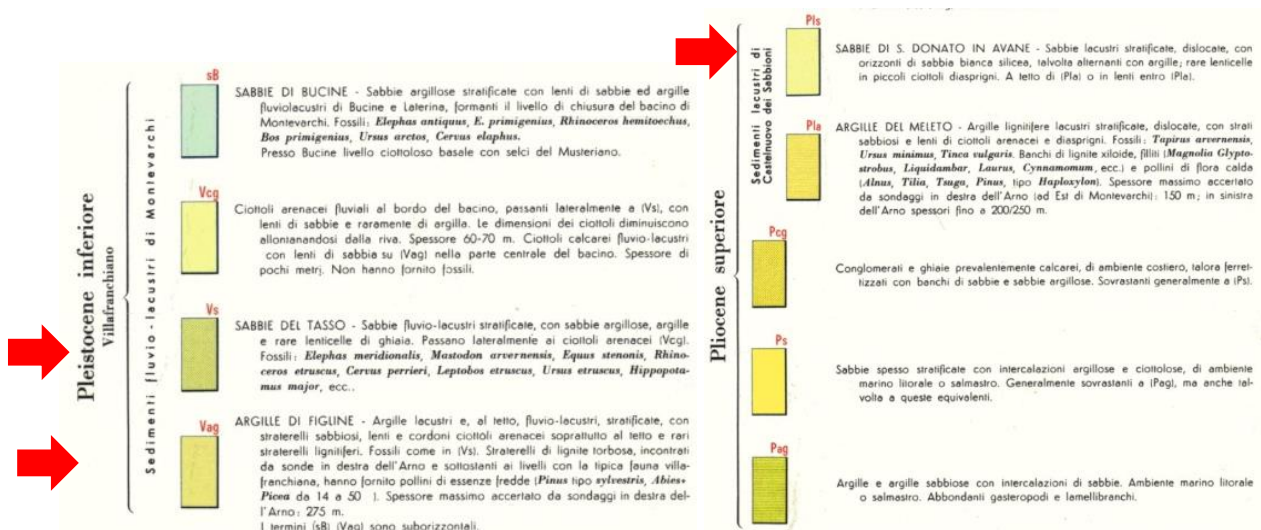 Pleistocene inferiore
Villafranchiano
Sedimenti fluvio-lacustri di Montevarchi
sB
SABBIE DI BUCINE - Sabbie argillose stratificate con lenti di sabbia ed argille
fluviolacustri di Bucine e Laterina, formanti il livello di chiusura del bacino di
Montevarchi. Fossili: Elephas antiquus, E. primigenius, Rhinoceros hemitoechus,
Bos primigenius, Ursus arctos, Cervus elaphus.
Presso Bucine livello ciottoloso basale con selci del Musteriano.
Vcg
Ciottoli arenacei fluviali al bordo del bacino, passanti lateralmente a (Vs), con
lenti di sabbie e raramente di argilla. Le dimensioni dei ciottoli diminuiscono
allontanandosi dalla riva. Spessore 60-70 m. Ciottoli calcarei fluvio-lacustri
con lenti di sabbia su (Vag) nella parte centrale del bacino. Spessore di
pochi metri. Non hanno fornito fossili.
Vs
SABBIE DEL TASSO - Sabbie fluvio-lacustri stratificate, con sabbie argillose, argille
e rare lenticelle di ghiaia. Passano lateralmente ai ciottoli arenacei (Vcg).
Fossili: Elephas meridionalis, Mastodon arvernensis, Equus stenonis, Rhino-
ceros etruscus, Cervus perrieri, Leptobos etruscus, Ursus etruscus, Hippopota-
mus major, ecc..
Vag
ARGILLE DI FIGLINE - Argille lacustri e, al tetto, fluvio-lacustri, stratificate, con
straterelli sabbiosi, lenti e cordoni ciottoli arenacei soprattutto al tetto e rari
straterelli lignitiferi. Fossili come in (Vs). Straterelli di lignite torbosa, incontrati
da sonde in destra dell'Arno e sottostanti ai livelli con la tipica fauna villa-
franchiana, hanno fornito pollini di essenze fredde (Pinus tipo sylvestris, Abies+
Picea da 14 a 50 ). Spessore massimo accertato da sondaggi in destra del-
l'Arno: 275 m.
I termini (sB) (Vag) sono suborizzontali.
Pliocene superiore
Sedimenti lacustri di
Castelnuovo dei Sabbioni
Pls
SABBIE DI S. DONATO IN AVANE - Sabbie lacustri stratificate, dislocate, con
orizzonti di sabbia bianca silicea, talvolta alternanti con argille; rare lenticelle
in piccoli ciottoli diasprigni. A tetto di (Pla) o in lenti entro (Pla).
Pla
ARGILLE DEL MELETO - Argille lignitifere lacustri stratificate, dislocate, con strati
sabbiosi e lenti di ciottoli arenacei e diasprigni. Fossili: Tapirus arvernensis,
Ursus minimus, Tinca vulgaris. Banchi di lignite xiloide, filliti (Magnolia Glypto-
strobus, Liquidambar, Laurus, Cynnamomum, ecc.) e pollini di flora calda
(Alnus, Tilia, Tsuga, Pinus, tipo Haploxylon). Spessore massimo accertato
da sondaggi in destra dell'Arno (ad Est di Montevarchi): 150 m; in sinistra
dell'Arno spessori fino a 200/250 m.
Pcg
Conglomerati e ghiaie prevalentemente calcarei, di ambiente costiero, talora ferret-
tizzati con banchi di sabbie e sabbie argillose. Sovrastanti generalmente a (Ps).
Ps
Sabbie spesso stratificate con intercalazioni argillose e ciottolose, di ambiente
marino litorale o salmastro. Generalmente sovrastanti a (Pag), ma anche tal-
volta a queste equivalenti.
Pag
Argille e argille sabbiose con intercalazioni di sabbie. Ambiente marino litorale
o salmastro. Abbondanti gasteropodi e lamellibranchi.